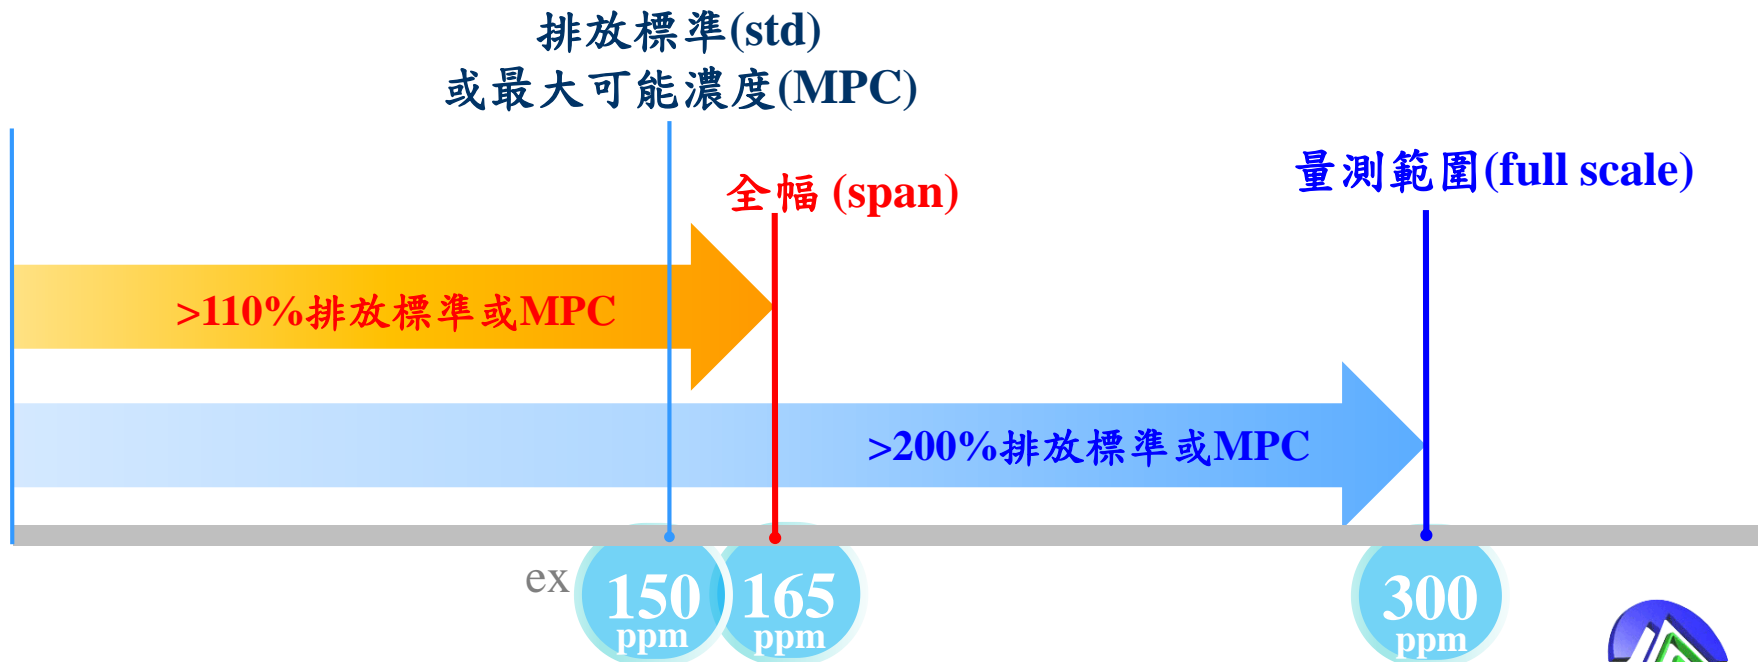 排放標準(std)
或最大可能濃度(MPC)
全幅 (span)
量測範圍(full scale)
>110%排放標準或MPC
>200%排放標準或MPC
ex
150
ppm
165
ppm
300
ppm